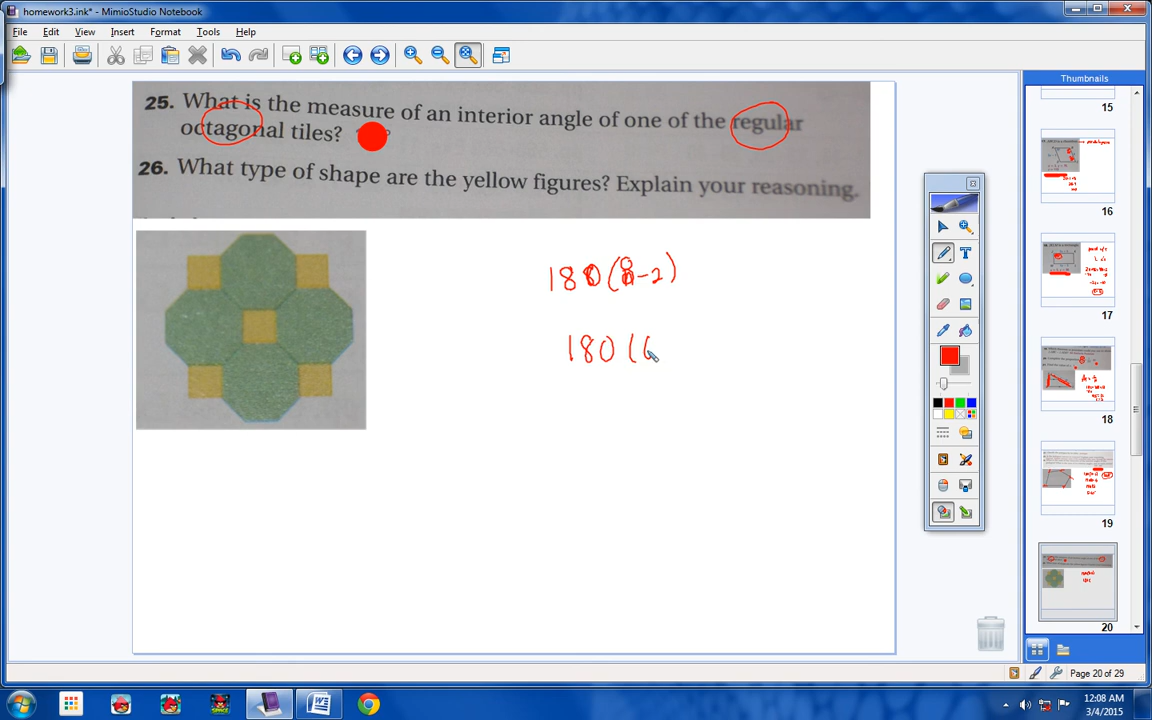 homework3.ink* - MimioStudio Notebook
File Edit View Insert Format Tools Help
25. What is the measure of an interior angle of one of the regular
octagonal tiles?
26. What type of shape are the yellow figures? Explain your reasoning.
180(8-2)
180(6
T
Thumbnails
15
16
17
18
19
20
Page 20 of 29
12:08 AM
3/4/2015